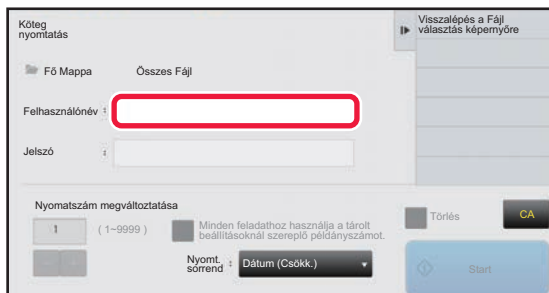 Köteg
nyomtatás
Visszalépés a Fájl
választás képernyőre
Fő Mappa Összes Fájl
Felhasználónév :
Jelszó :
Nyomatszám megváltoztatása
1 ( 1~9999 )
Minden feladathoz használja a tárolt
beállításoknál szereplő példányszámot.
Nyomt.
sorrend : Dátum (Csökk.)
Törlés CA
Start